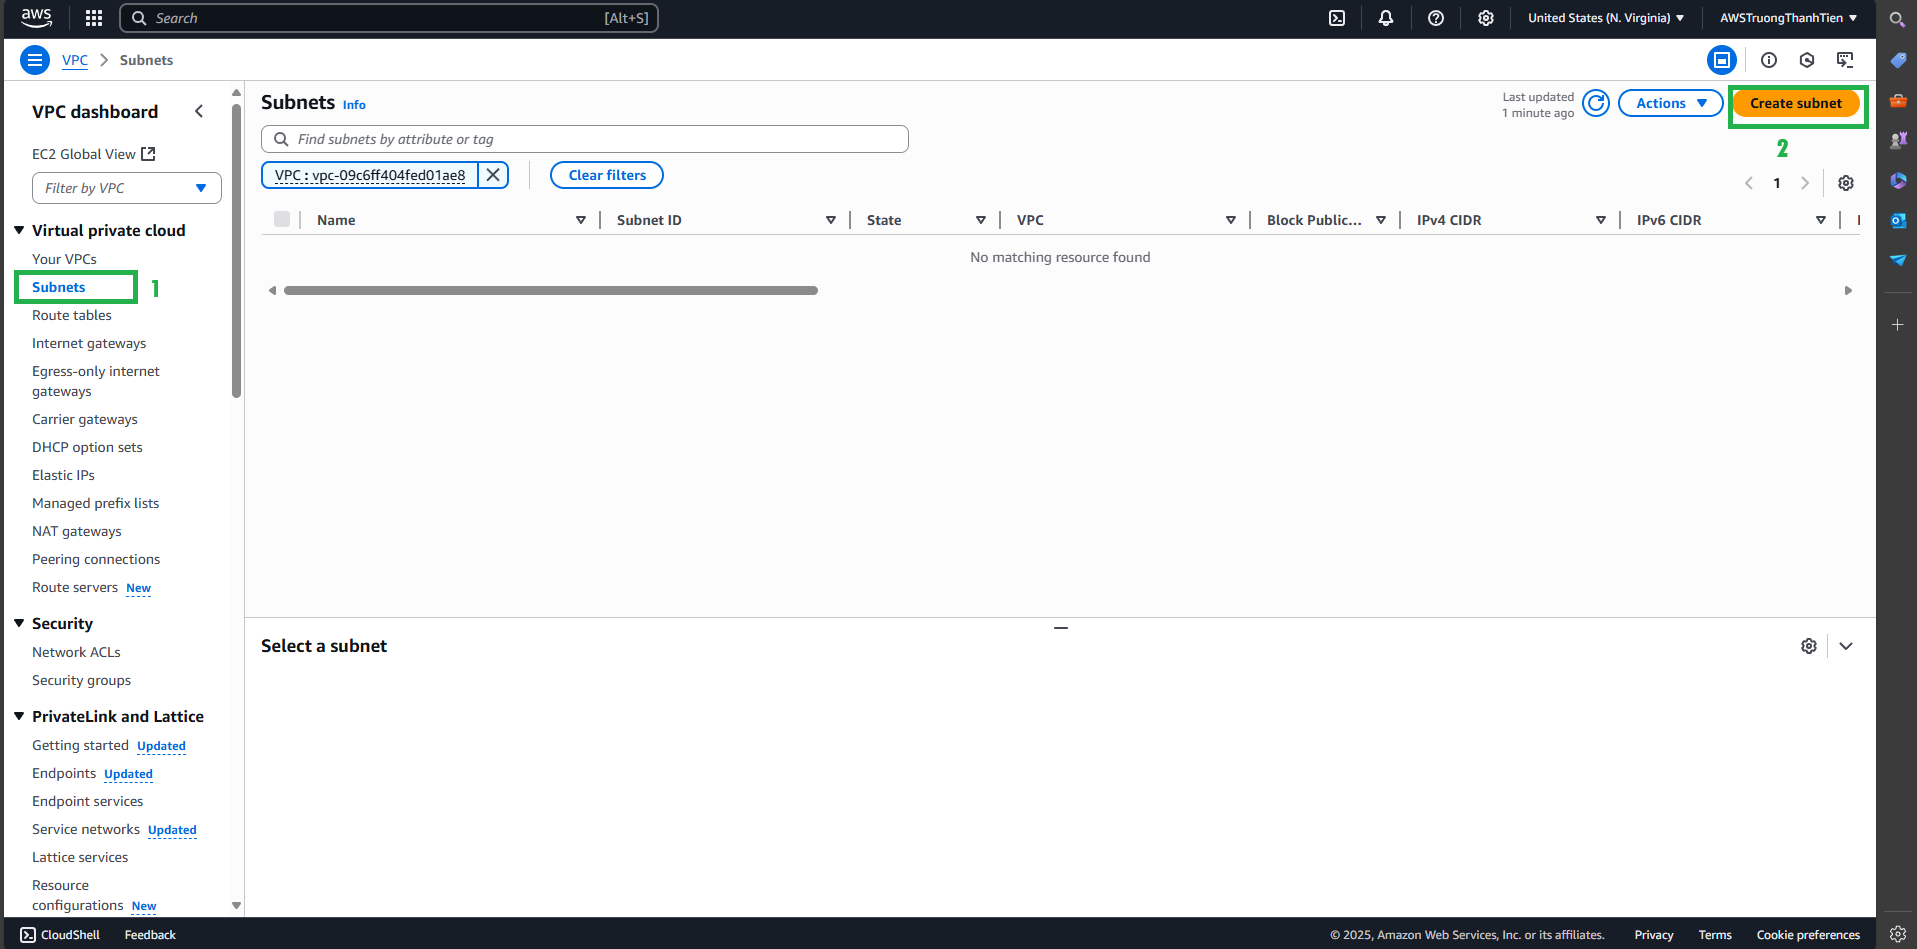 aws
Search
[Alt+S]
United States (N. Virginia)
AWSTruongThanhTien
VPC
Subnets
VPC dashboard
EC2 Global View
Filter by VPC
Virtual private cloud
Your VPCs
Subnets
1
Route tables
Internet gateways
Egress-only internet
gateways
Carrier gateways
DHCP option sets
Elastic IPs
Managed prefix lists
NAT gateways
Peering connections
Route servers New
Security
Network ACLs
Security groups
PrivateLink and Lattice
Getting started Updated
Endpoints Updated
Endpoint services
Service networks Updated
Lattice services
Resource
configurations New
Subnets Info
Last updated
1 minute ago
Actions
Create subnet
2
Find subnets by attribute or tag
VPC : vpc-09c6ff404fed01ae8
Clear filters
1
Name
Subnet ID
State
VPC
Block Public...
IPv4 CIDR
IPv6 CIDR
No matching resource found
Select a subnet
CloudShell
Feedback
© 2025, Amazon Web Services, Inc. or its affiliates.
Privacy
Terms
Cookie preferences